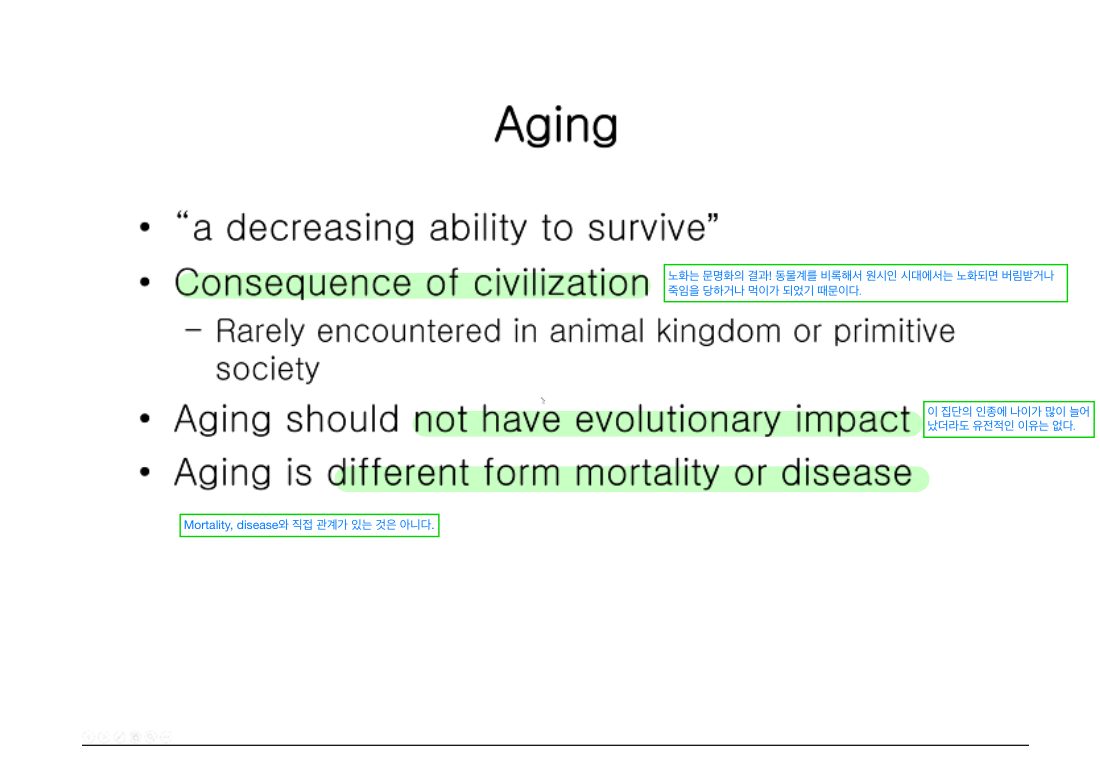 Aging
• “a decreasing ability to survive”
• Consequence of civilization
노화는 문명화의 결과! 동물계를 비록해서 원시인 시대에서는 노화되면 버림받거나
죽임을 당하거나 먹이가 되었기 때문이다.
– Rarely encountered in animal kingdom or primitive
society
• Aging should not have evolutionary impact
이 집단의 인종에 나이가 많이 늘어
났더라도 유전적인 이유는 없다.
• Aging is different form mortality or disease
Mortality, disease와 직접 관계가 있는 것은 아니다.